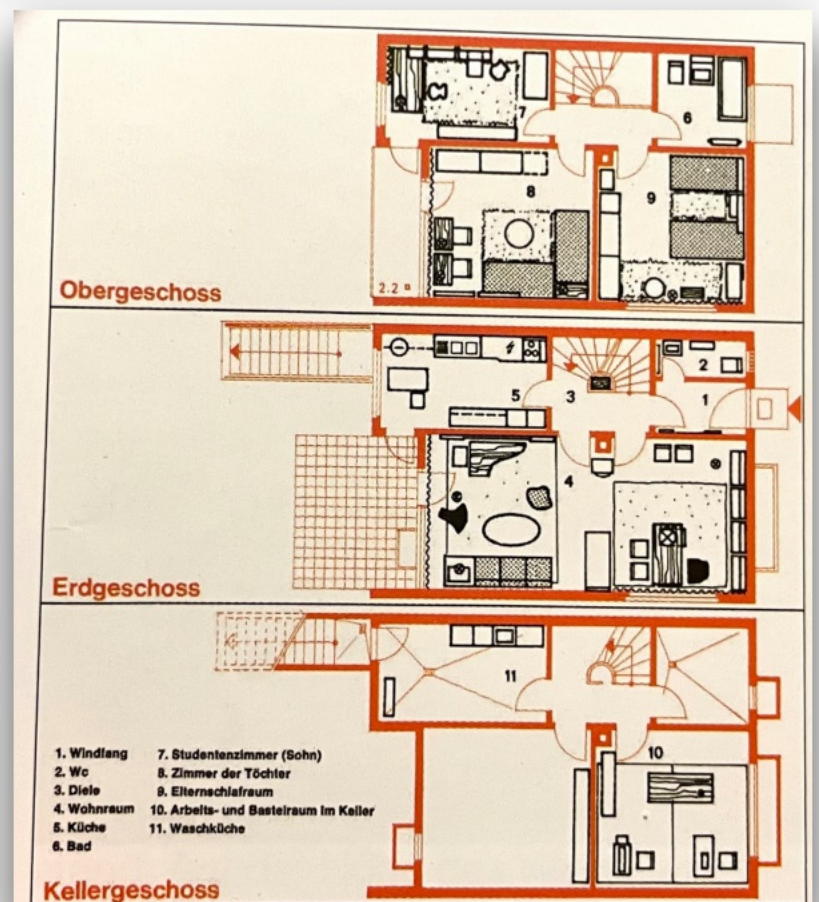 7
6
8
9
2.2
Obergeschoss
2
5
3
1
4
Erdgeschoss
11
10
1. Windfang
2. Wc
3. Diele
4. Wohnraum
5. Küche
6. Bad
7. Studentenzimmer (Sohn)
8. Zimmer der Töchter
9. Elternschlafraum
10. Arbeits- und Bastelraum im Keller
11. Waschküche
Kellergeschoss